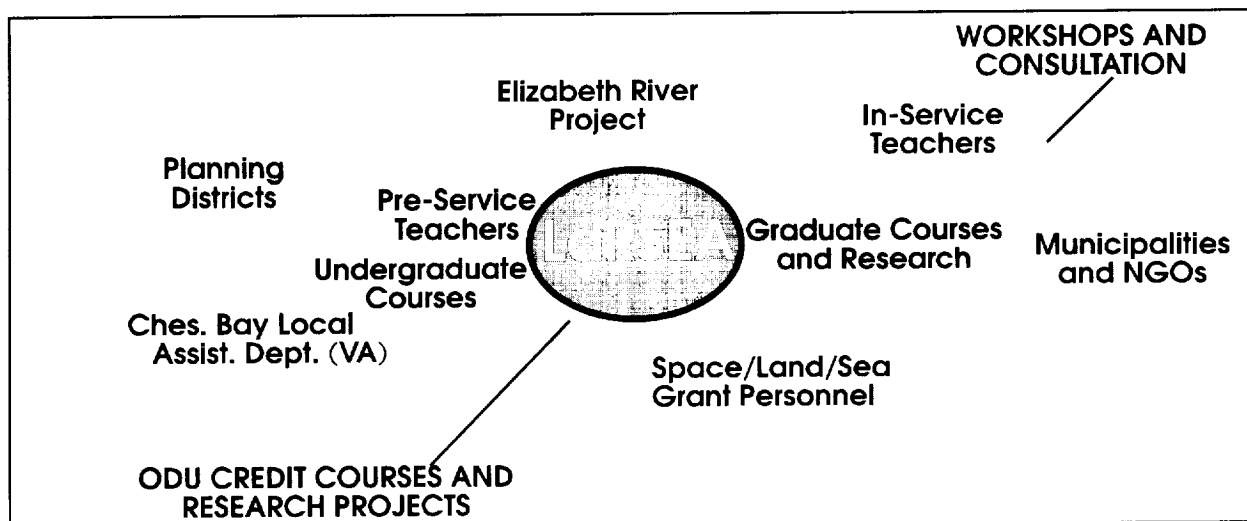 WORKSHOPS AND
CONSULTATION
Elizabeth River
Project
In-Service
Teachers
Planning
Districts
Pre-Service
Teachers
Graduate Courses
and Research
Municipalities
and NGOs
Undergraduate
Courses
Ches. Bay Local
Assist. Dept. (VA)
Space/Land/Sea
Grant Personnel
ODU CREDIT COURSES AND
RESEARCH PROJECTS